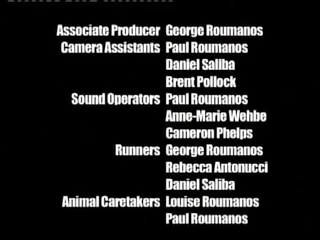 Associate Producer George Roumanos
Camera Assistants Paul Roumanos
Daniel Saliba
Brent Pollock
Sound Operators Paul Roumanos
Anne-Marie Wehbe
Cameron Phelps
Runners George Roumanos
Rebecca Antonucci
Daniel Saliba
Animal Caretakers Louise Roumanos
Paul Roumanos